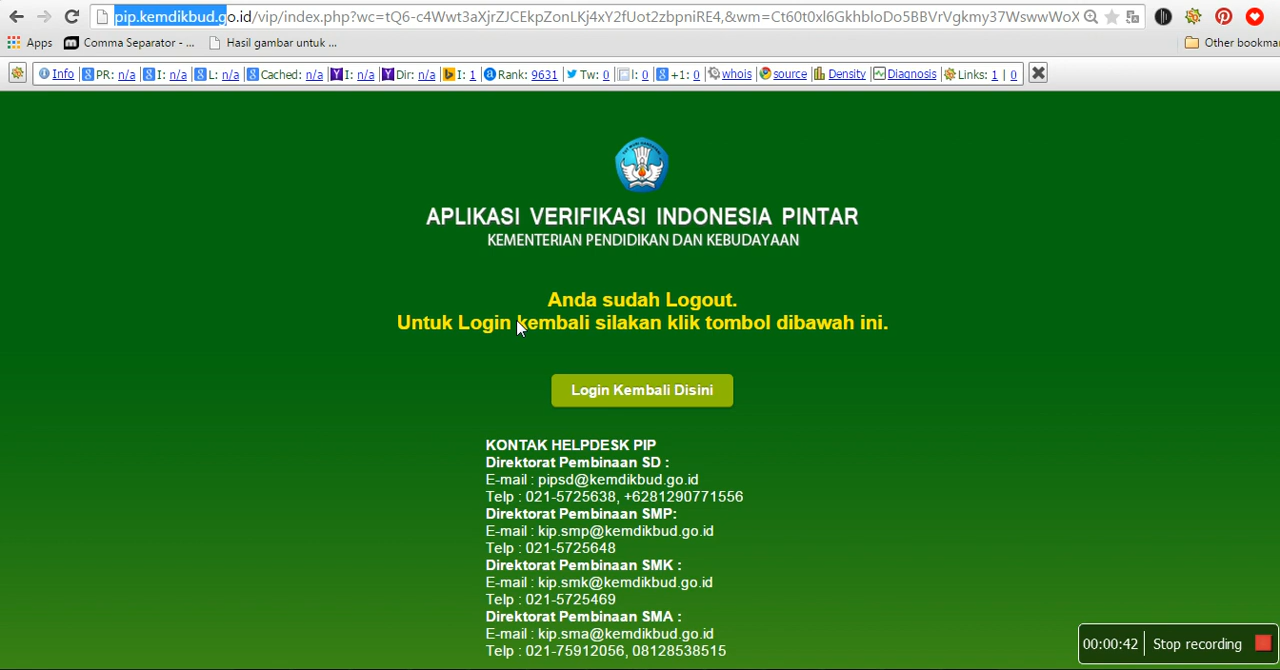 pip.kemdikbud.go.id/vip/index.php?wc=tQ6-c4Wwt3aXjrZJCEkpZonLKj4xY2fUot2zbpniRE4,&wm=Ct60t0xl6GkhbloDo5BBVrVgkmy37WswwWoX
Apps Comma Separator - ... Hasil gambar untuk ... Other bookma
Info PR: n/a I: n/a L: n/a Cached: n/a I: n/a Dir: n/a I: 1 Rank: 9631 Tw: 0 I: 0 +1: 0 whois source Density Diagnosis Links: 1 | 0
APLIKASI VERIFIKASI INDONESIA PINTAR
KEMENTERIAN PENDIDIKAN DAN KEBUDAYAAN
Anda sudah Logout.
Untuk Login kembali silakan klik tombol dibawah ini.
Login Kembali Disini
KONTAK HELPDESK PIP
Direktorat Pembinaan SD :
E-mail : pipsd@kemdikbud.go.id
Telp : 021-5725638, +6281290771556
Direktorat Pembinaan SMP:
E-mail : kip.smp@kemdikbud.go.id
Telp : 021-5725648
Direktorat Pembinaan SMK :
E-mail : kip.smk@kemdikbud.go.id
Telp : 021-5725469
Direktorat Pembinaan SMA :
E-mail : kip.sma@kemdikbud.go.id
Telp : 021-75912056, 08128538515
00:00:42 Stop recording